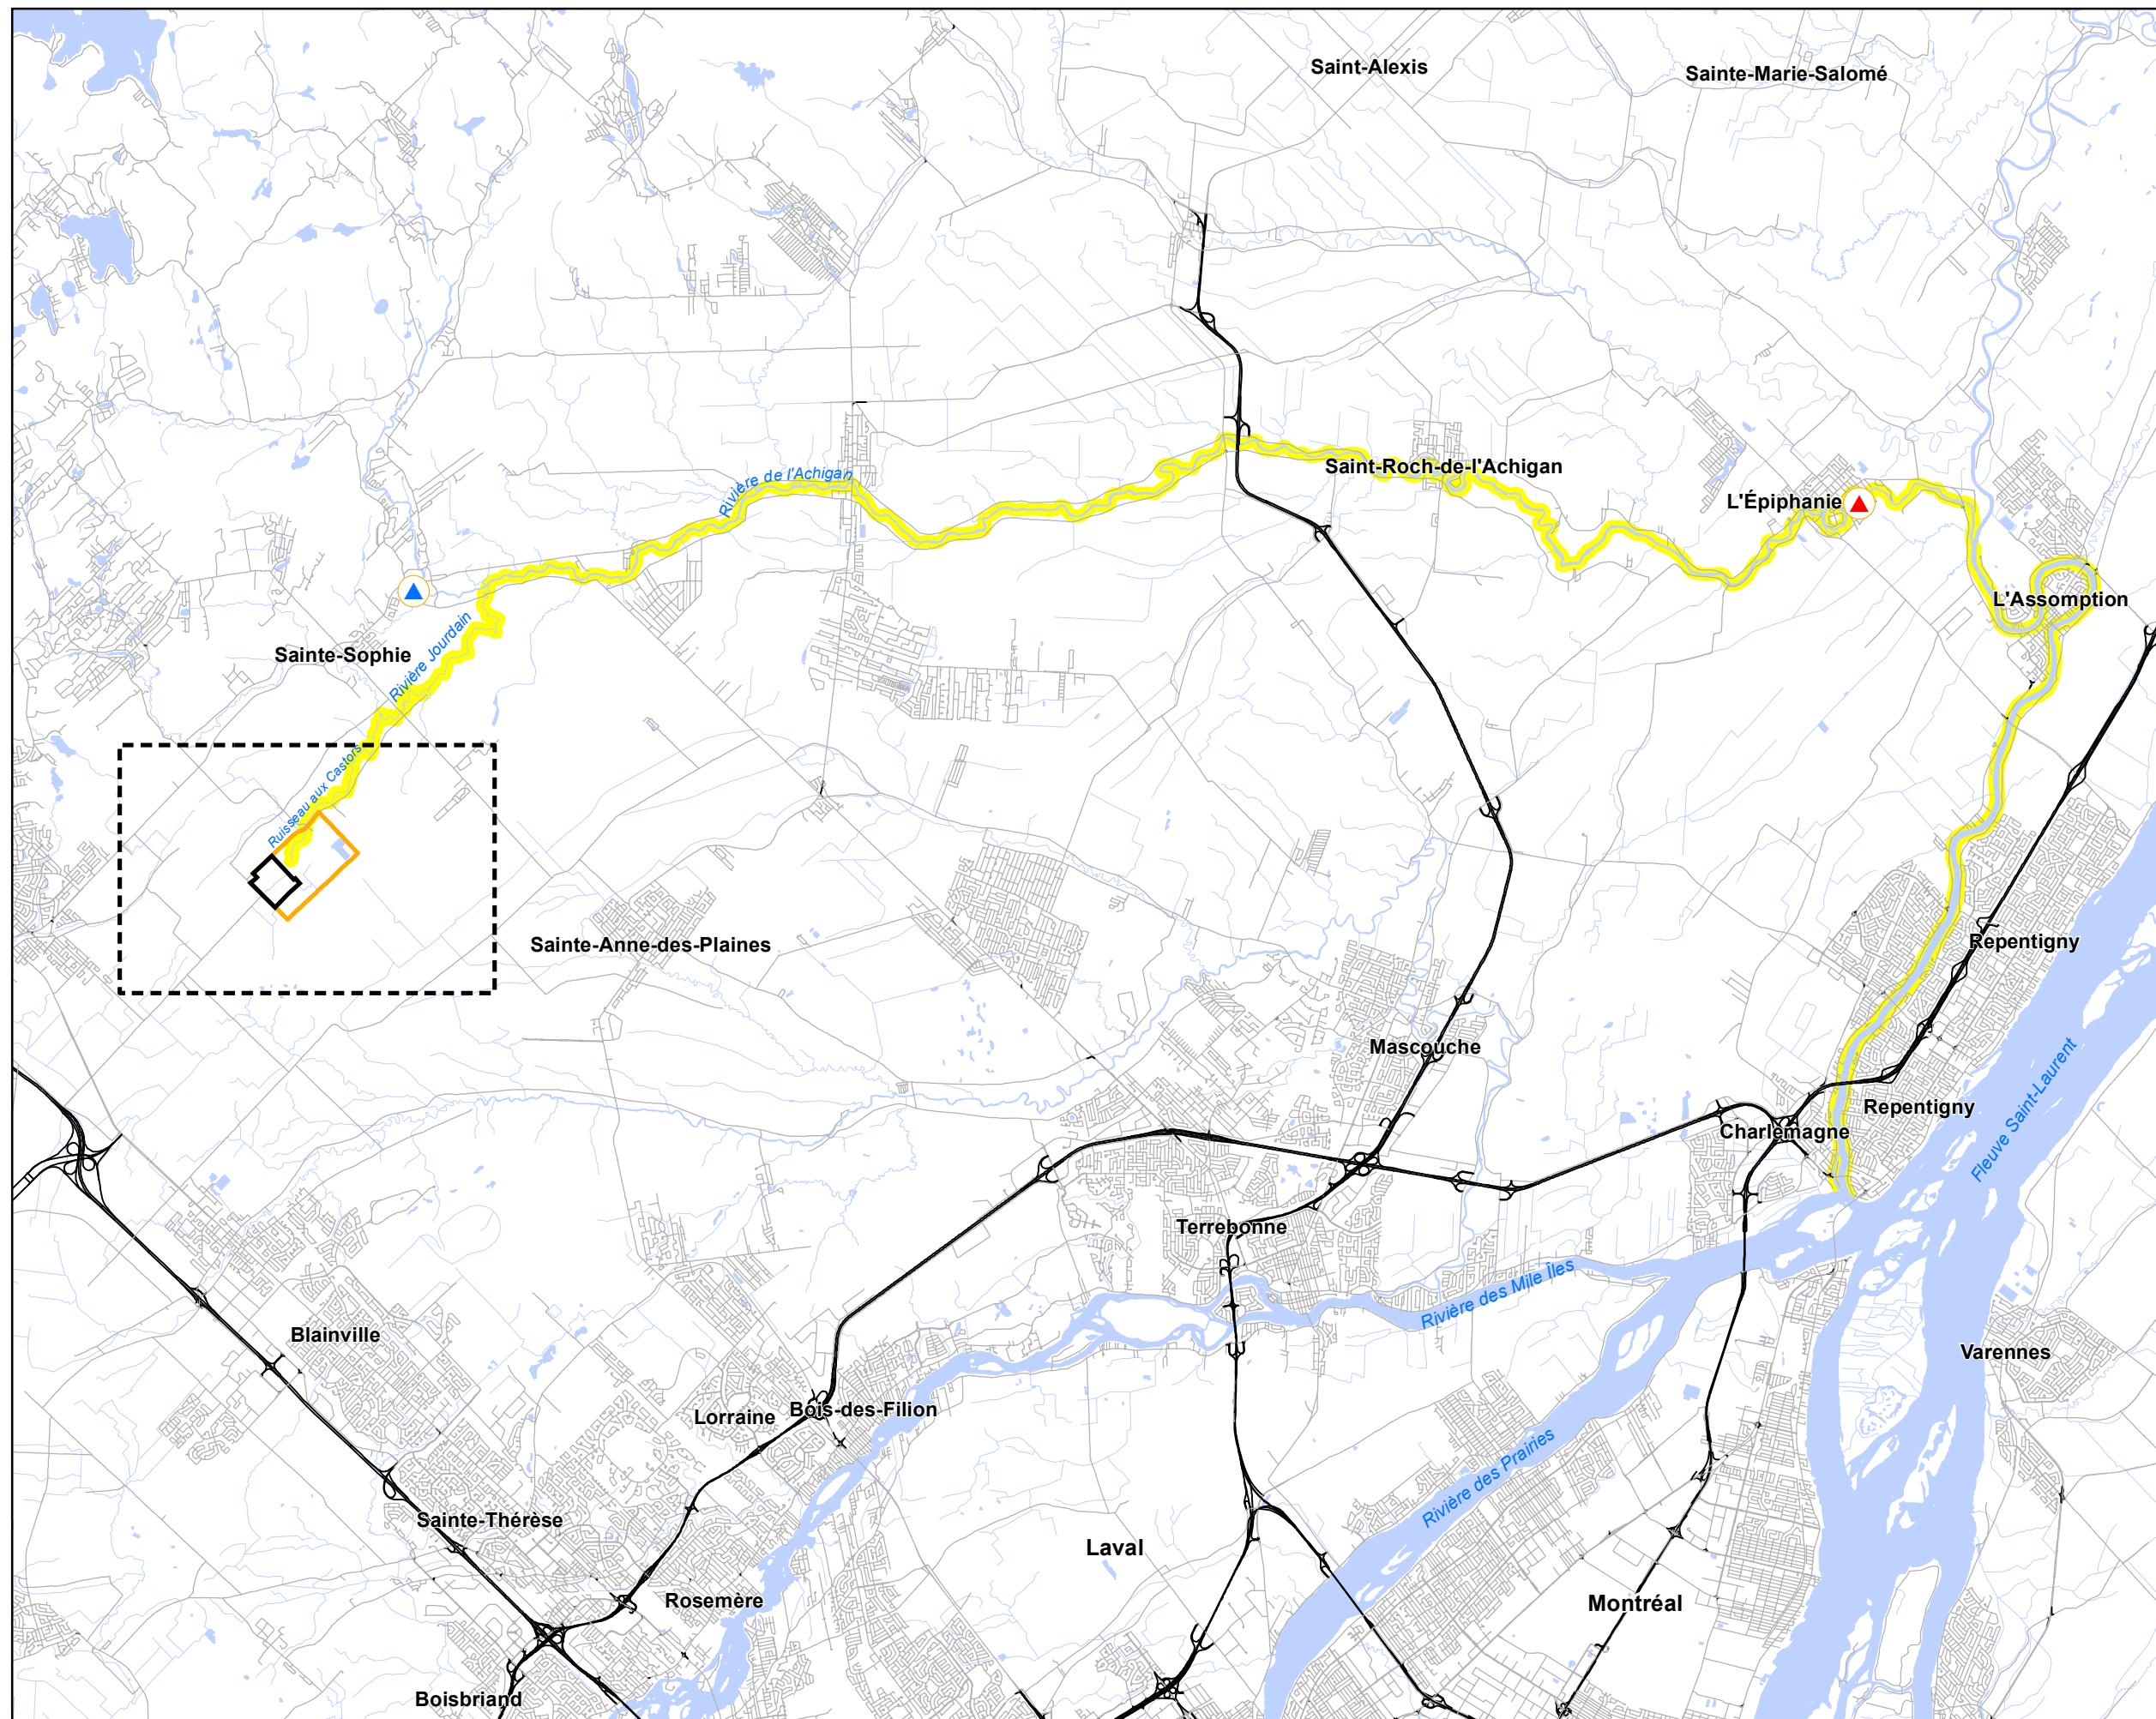 Saint-Alexis
Sainte-Marie-Salomé
Rivière de l'Achigan
Saint-Roch-de-l'Achigan
L'Épiphanie
L'Assomption
Sainte-Sophie
Rivière Jourdain
Ruisseau aux Castors
Sainte-Anne-des-Plaines
Repentigny
Mascouche
Fleuve Saint-Laurent
Repentigny
Charlemagne
Terrebonne
Rivière des Mile Îles
Blainville
Varennes
Lorraine
Bois-des-Filion
Rivière des Prairies
Sainte-Thérèse
Laval
Rosemère
Montréal
Boisbriand